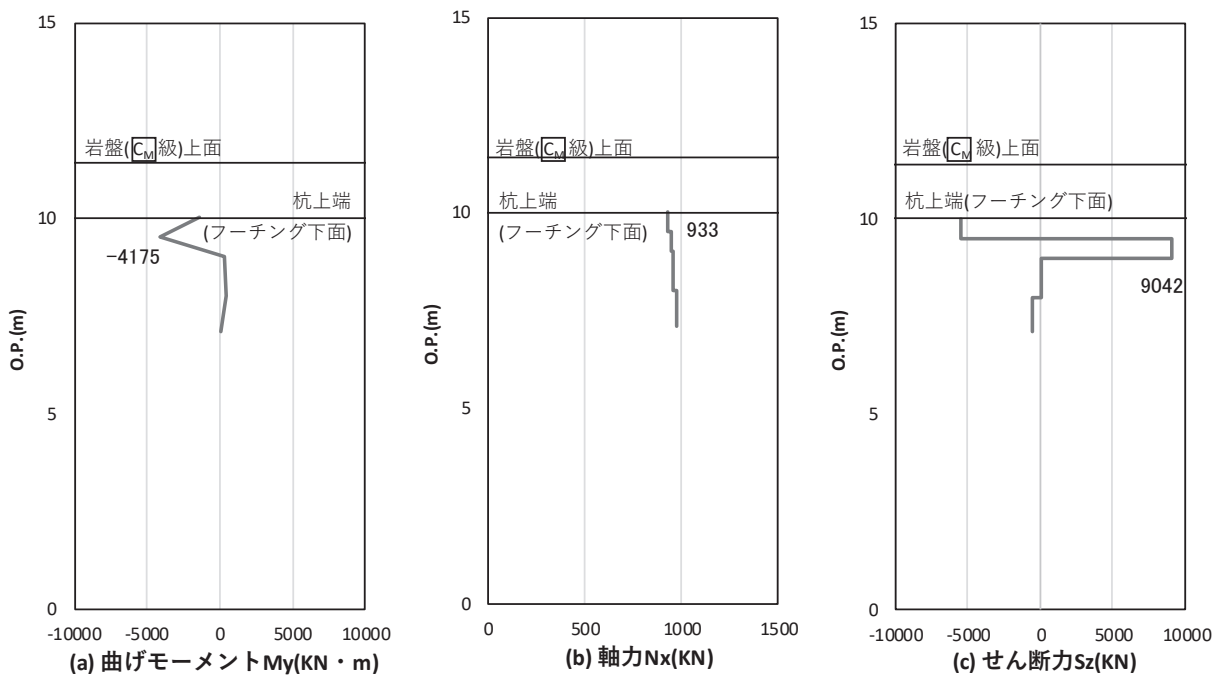 15
岩盤(CM級)上面
杭上端
10
(フーチング下面)
-4175
O.P.(m)
5
0
-10000 -5000 0 5000 10000
(a) 曲げモーメントMy(KN・m)
15
岩盤(CM級)上面
杭上端
10
(フーチング下面)
933
O.P.(m)
5
0
0 500 1000 1500
(b) 軸力Nx(KN)
15
岩盤(CM級)上面
杭上端(フーチング下面)
10
9042
O.P.(m)
5
0
-10000 -5000 0 5000 10000
(c) せん断力Sz(KN)